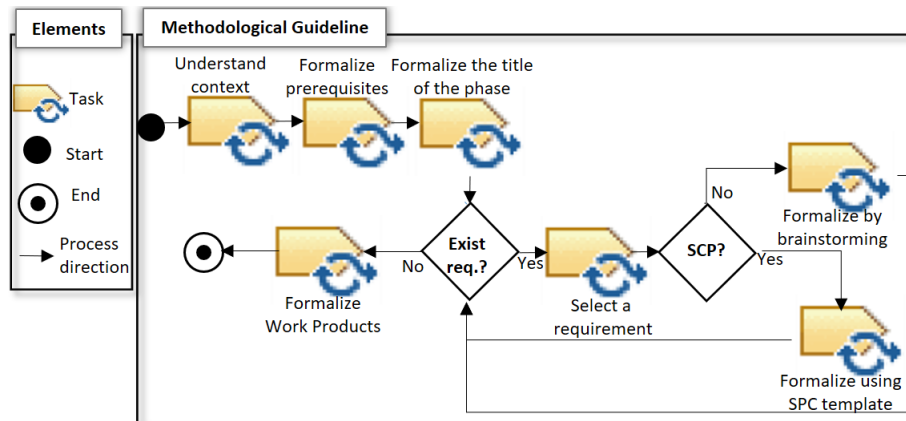 Elements
Task
Start
End
Process
direction
Methodological Guideline
Understand
context
Formalize
prerequisites
Formalize the title
of the phase
Exist
req.?
No
Yes
Formalize
Work Products
Select a
requirement
SCP?
No
Yes
Formalize by
brainstorming
Formalize using
SPC template